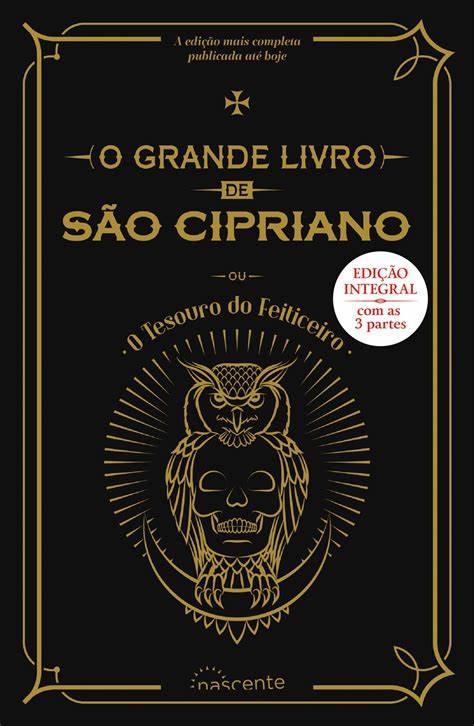 A edição mais completa
publicada até hoje
O GRANDE LIVRO
DE
SÃO CIPRIANO
OU
· O Tesouro do Feiticeiro ·
EDIÇÃO
INTEGRAL
com as
3 partes
nascente